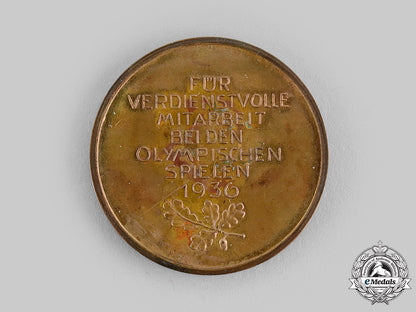 FÜR
VERDIENSTVOLLE
MITARBEIT
BEI DEN
OLYMPISCHEN
SPIELEN
1936
eMedals